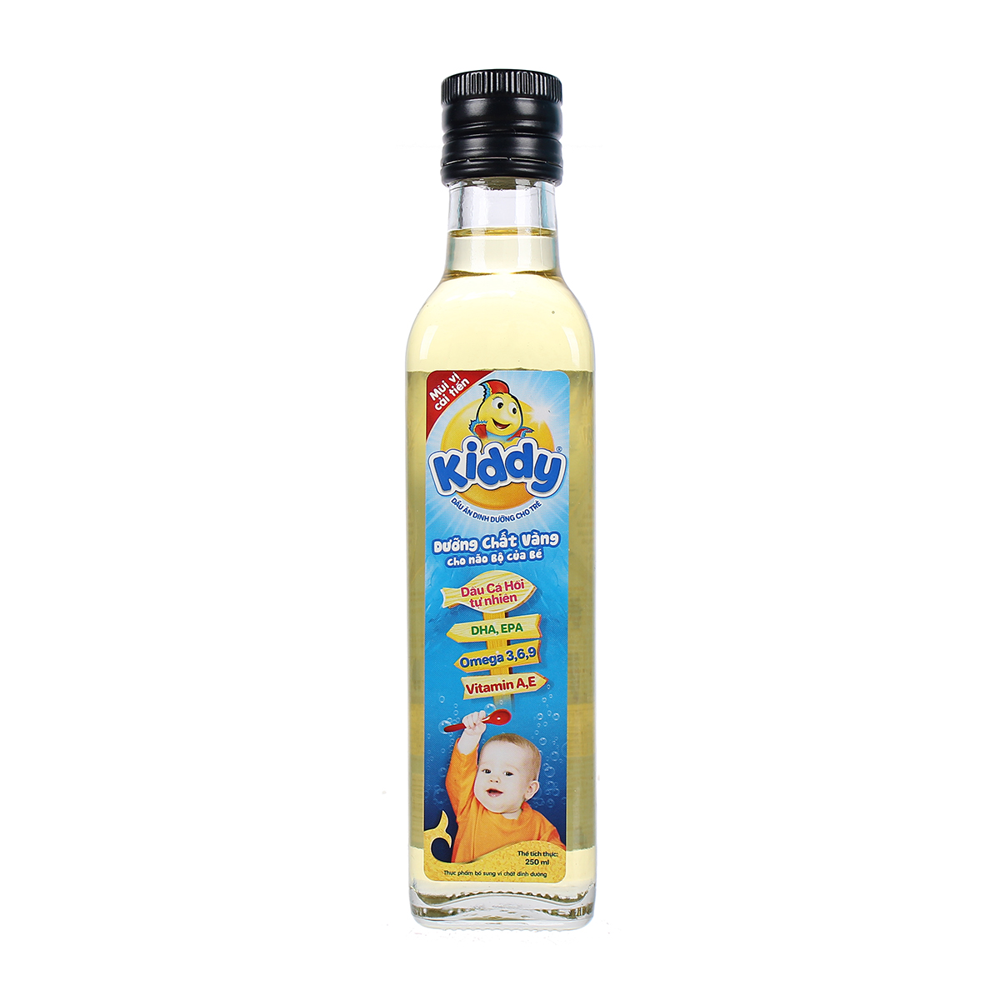 Mùi vị
cải tiến
Kiddy®
DẦU ĂN DINH DƯỠNG CHO TRẺ
Dưỡng Chất Vàng
cho não Bộ của Bé
Dầu Cá Hồi
tự nhiên
DHA, EPA
Omega 3,6,9
Vitamin A,E
Thể tích thực:
250 ml
Thực phẩm bổ sung vi chất dinh dưỡng